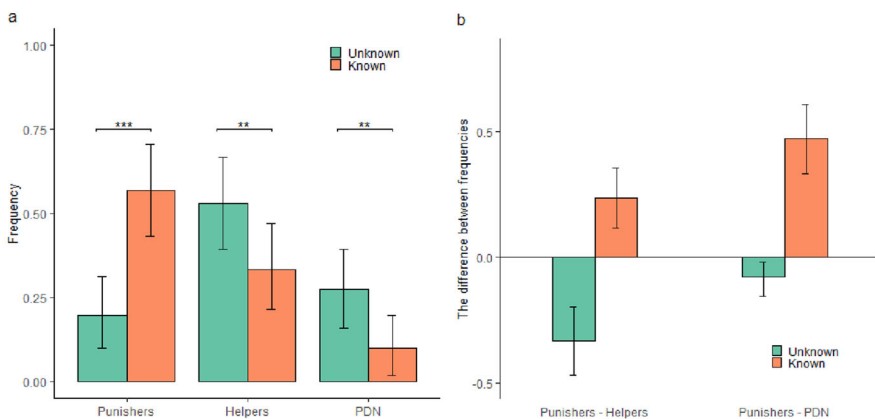 a
Frequency
1.00
0.75
0.50
0.25
0.00
Unknown
Known
***
**
**
Punishers
Helpers
PDN
b
The difference between frequencies
0.5
0.0
-0.5
Unknown
Known
Punishers - Helpers
Punishers - PDN